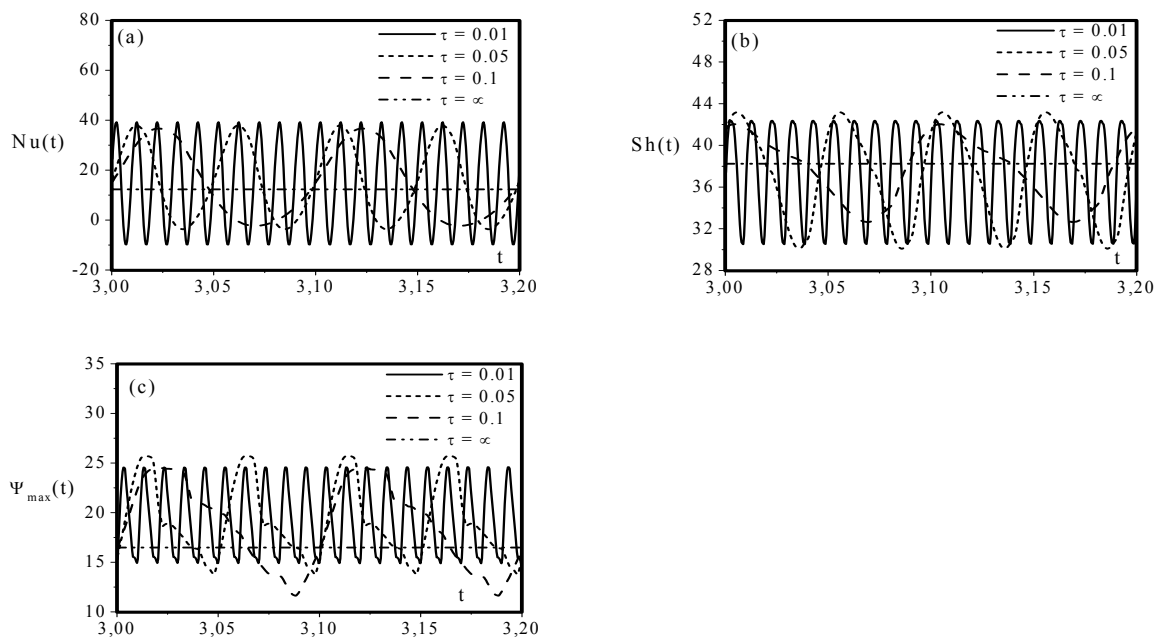 (a)
80
60
40
20
0
-20
Nu(t)
τ = 0.01
τ = 0.05
τ = 0.1
τ = ∝
t
3,00 3,05 3,10 3,15 3,20
(b)
52
48
44
40
36
32
28
Sh(t)
τ = 0.01
τ = 0.05
τ = 0.1
τ = ∝
t
3,00 3,05 3,10 3,15 3,20
(c)
35
30
25
20
15
10
Ψmax(t)
τ = 0.01
τ = 0.05
τ = 0.1
τ = ∝
t
3,00 3,05 3,10 3,15 3,20